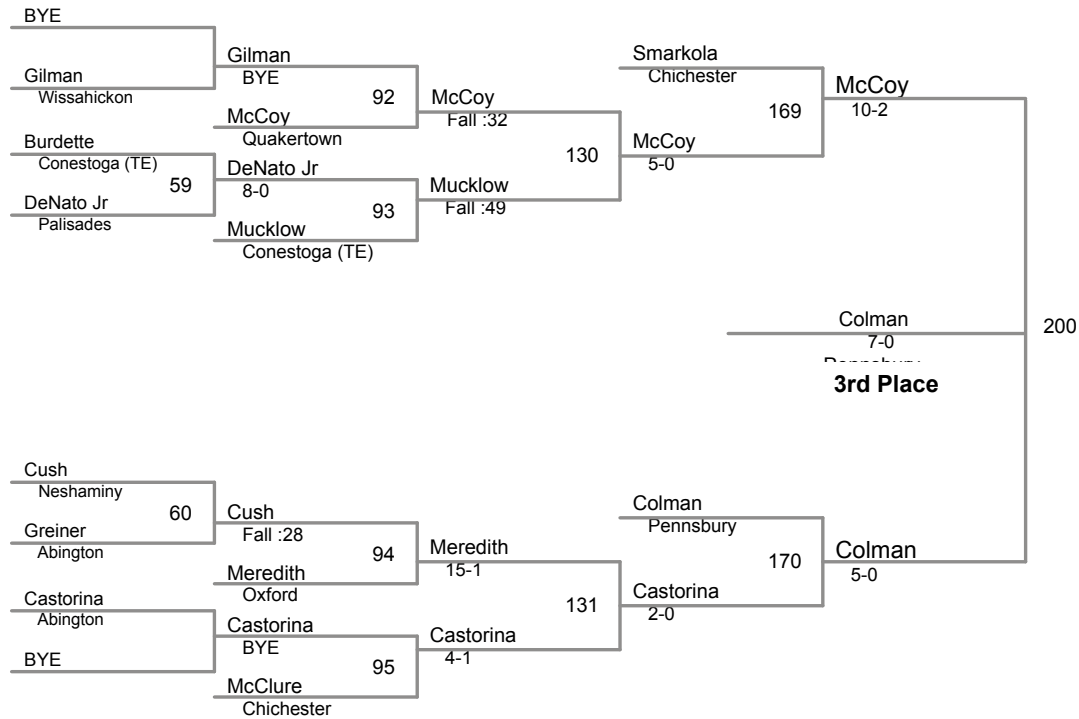 BYE
Gilman
Wissahickon
Burdette
Conestoga (TE)
59
DeNato Jr
Palisades
Gilman
BYE
92
McCoy
Quakertown
DeNato Jr
8-0
93
Mucklow
Conestoga (TE)
McCoy
Fall :32
130
Mucklow
Fall :49
Smarkola
Chichester
169
McCoy
5-0
McCoy
10-2
Colman
7-0
200
3rd Place
Cush
Neshaminy
60
Greiner
Abington
Castorina
Abington
BYE
Cush
Fall :28
94
Meredith
Oxford
Castorina
BYE
95
McClure
Chichester
Meredith
15-1
131
Castorina
4-1
Colman
Pennsbury
170
Castorina
2-0
Colman
5-0